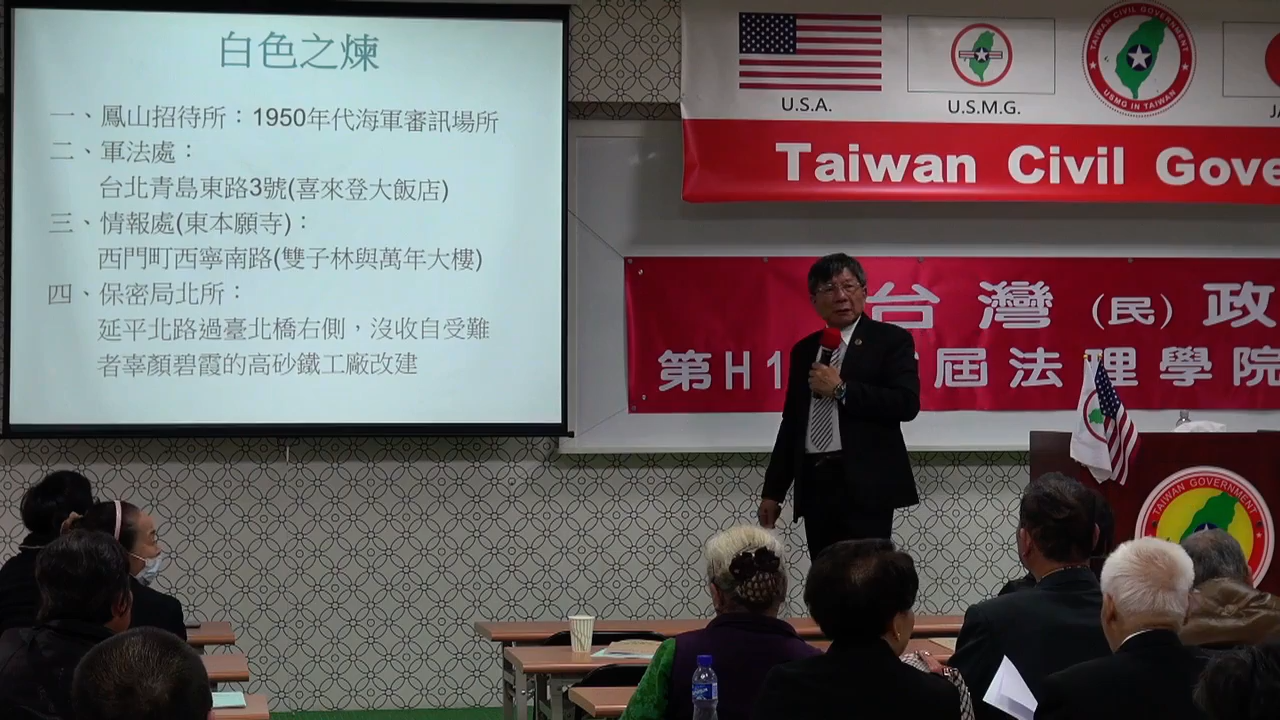 白色之煉
一、鳳山招待所：1950年代海軍審訊場所
二、軍法處：
台北青島東路3號(喜來登大飯店)
三、情報處(東本願寺)：
西門町西寧南路(雙子林與萬年大樓)
四、保密局北所：
延平北路過臺北橋右側，沒收自受難
者辜顏碧霞的高砂鐵工廠改建
U.S.A.
U.S.M.G.
TAIWAN CIVIL GOVERNMENT
USMG IN TAIWAN
JA
Taiwan Civil Gove
台灣(民)政
第H1 屆法理學院
TAIWAN GOVERNMENT